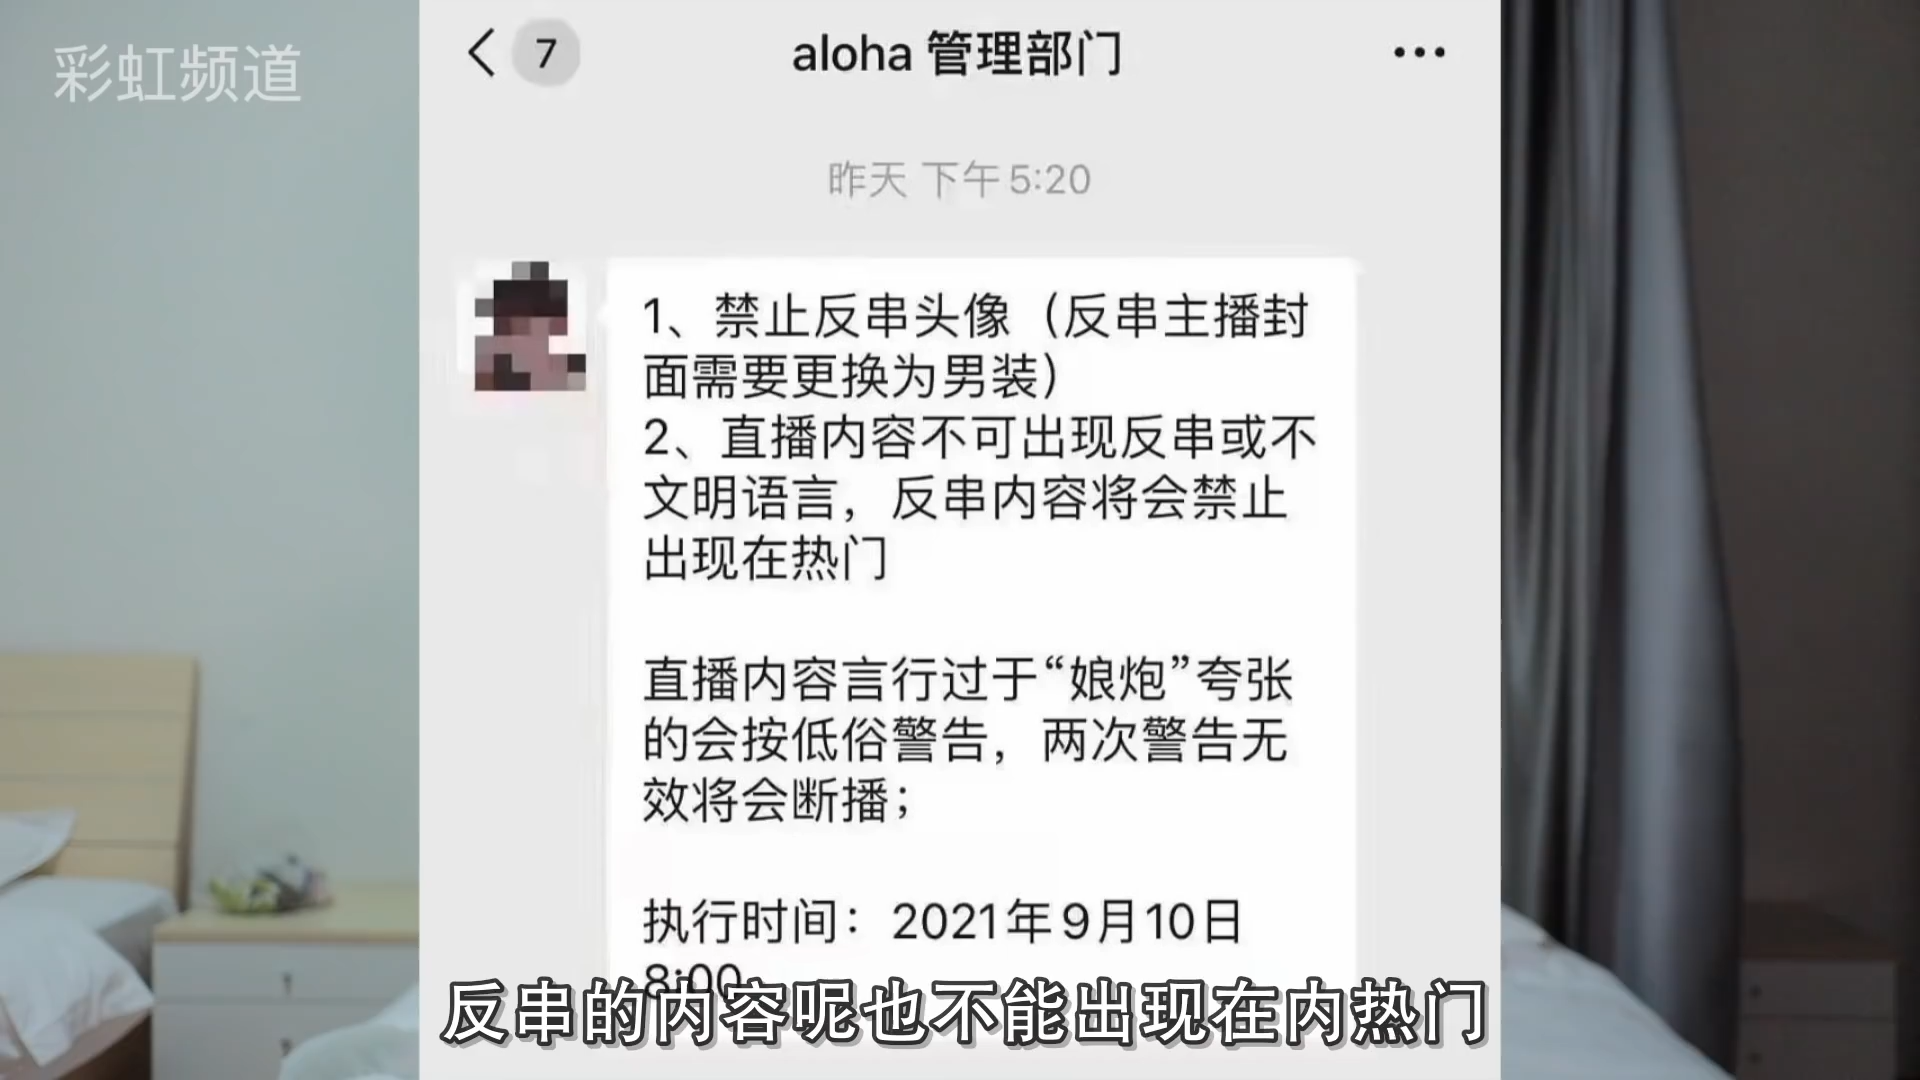 彩虹频道
7
aloha 管理部门
昨天 下午 5:20
1、禁止反串头像（反串主播封
面需要更换为男装）
2、直播内容不可出现反串或不
文明语言，反串内容将会禁止
出现在热门
直播内容言行过于“娘炮”夸张
的会按低俗警告，两次警告无
效将会断播；
执行时间：2021年9月10日
8:00
反串的内容呢也不能出现在内热门